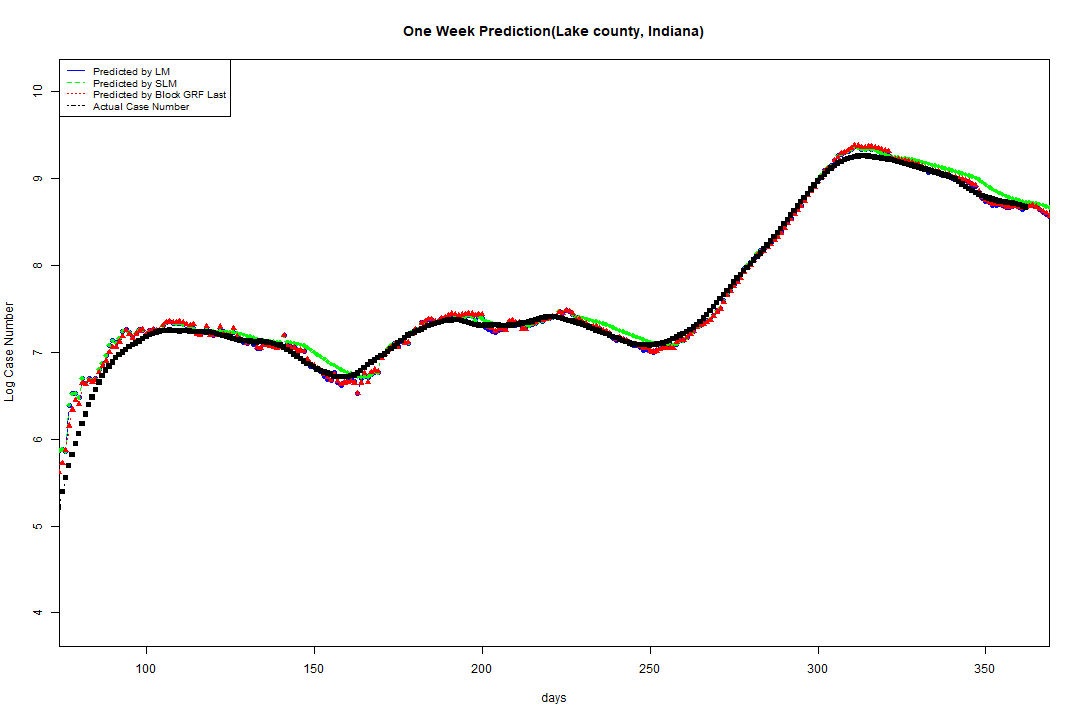 One Week Prediction(Lake county, Indiana)
Predicted by LM
Predicted by SLM
Predicted by Block GRF Last
Actual Case Number
10
9
8
7
6
5
4
Log Case Number
100 150 200 250 300 350
days